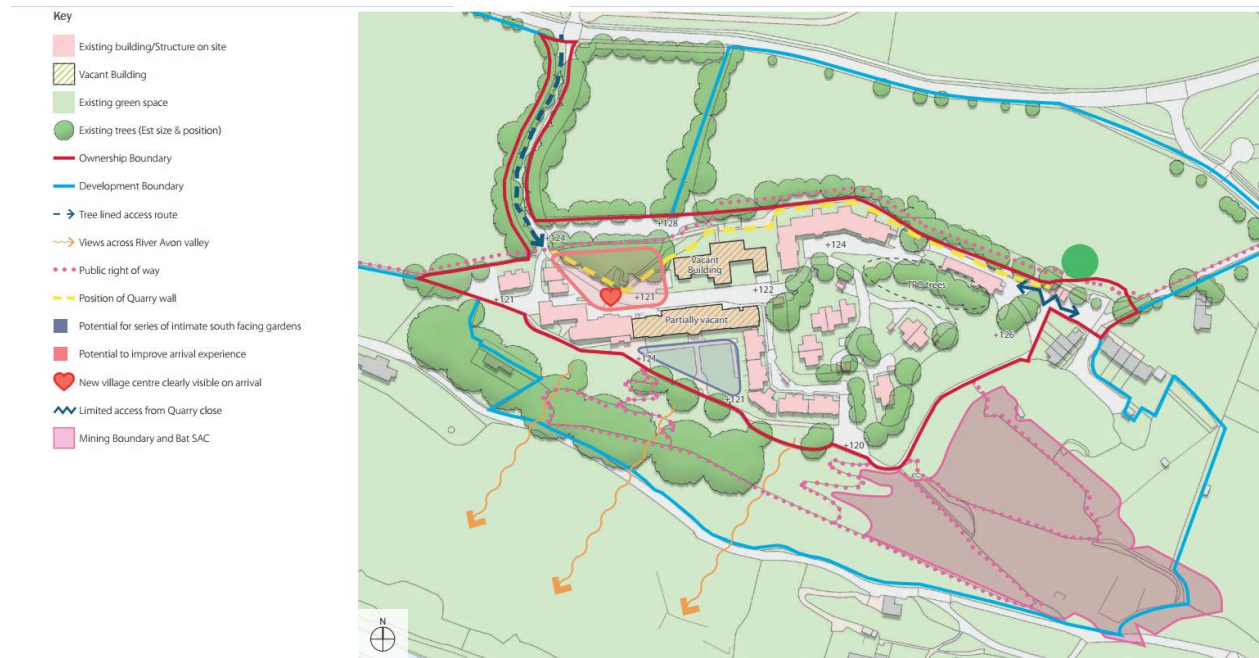 Key
Existing building/Structure on site
Vacant Building
Existing green space
Existing trees (Est size & position)
Ownership Boundary
Development Boundary
Tree lined access route
Views across River Avon valley
Public right of way
Position of Quarry wall
Potential for series of intimate south facing gardens
Potential to improve arrival experience
New village centre clearly visible on arrival
Limited access from Quarry close
Mining Boundary and Bat SAC
+128
+124
+124
Vacant
Building
+121
+121
+122
TPO trees
Partially vacant
+126
+121
+121
+120
N